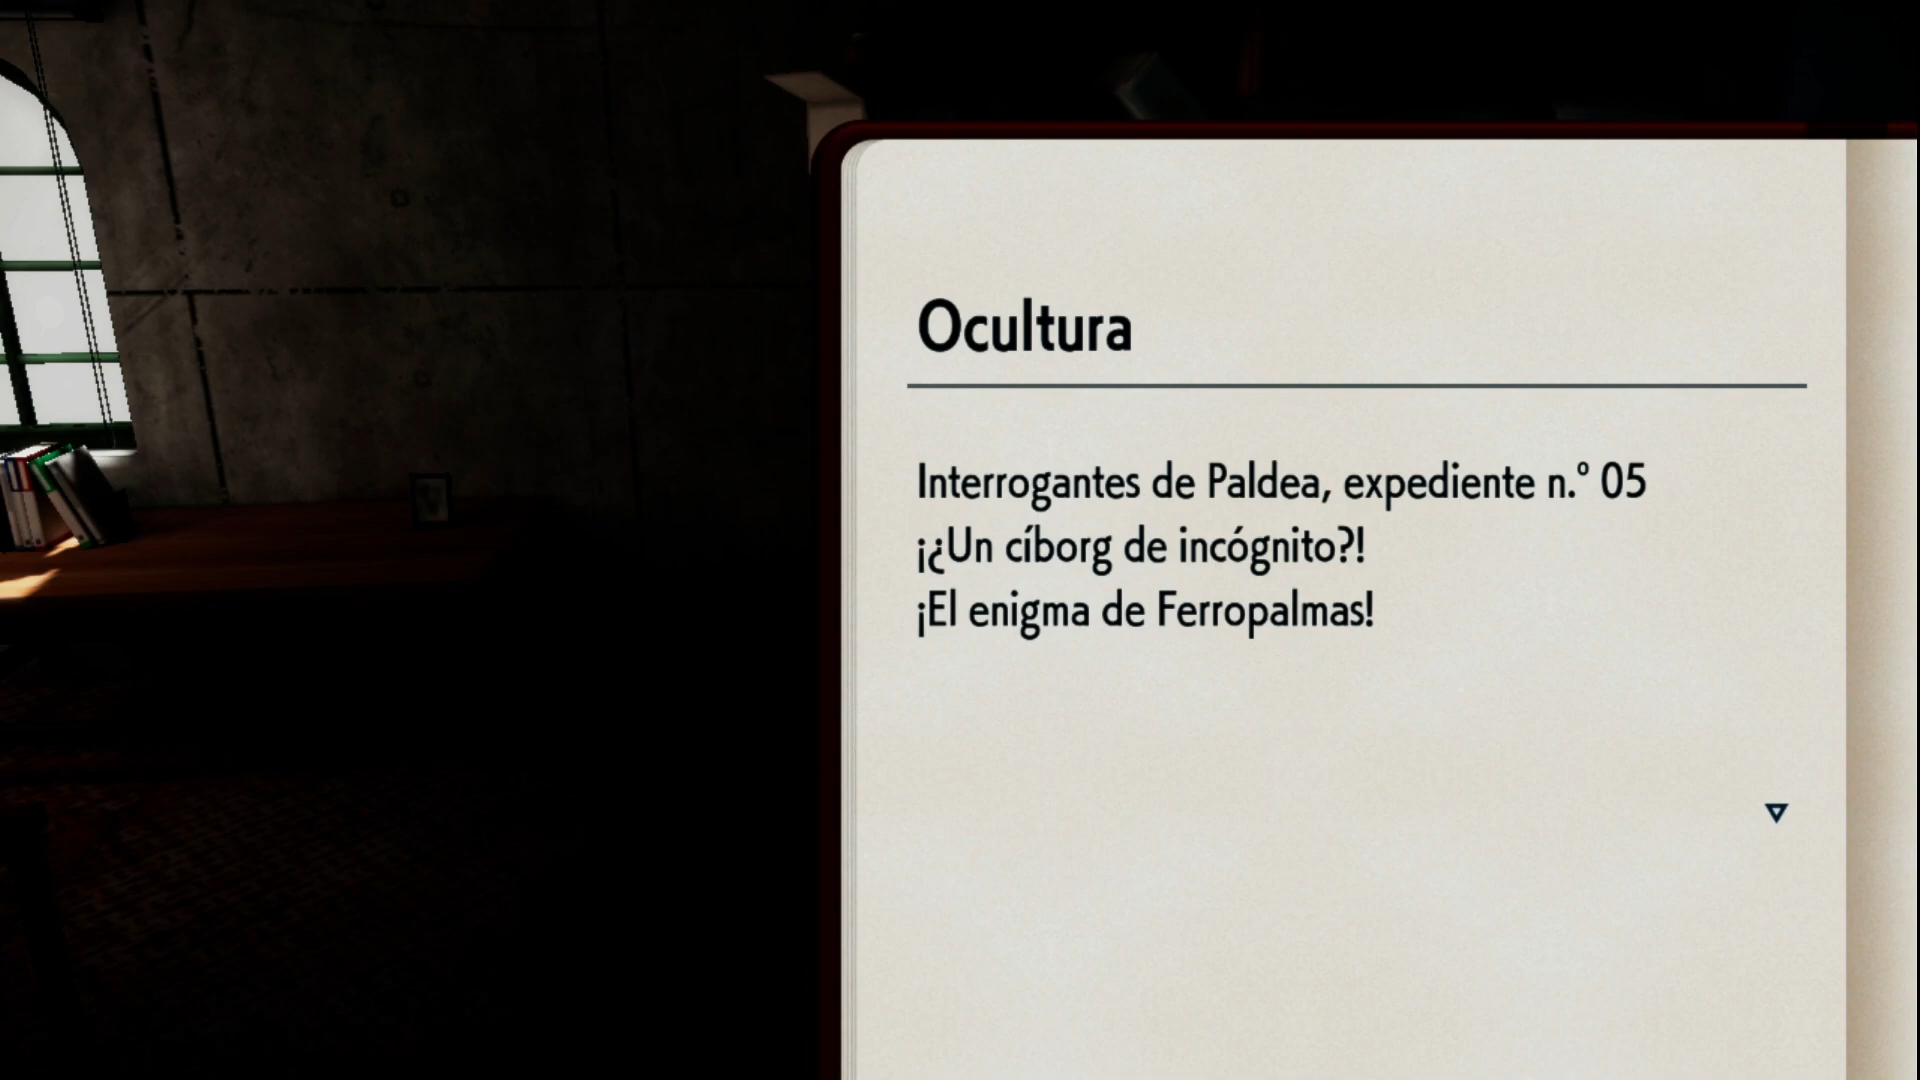 Ocultura
Interrogantes de Paldea, expediente n.º 05
¡¿Un cíborg de incógnito?!
¡El enigma de Ferropalmas!